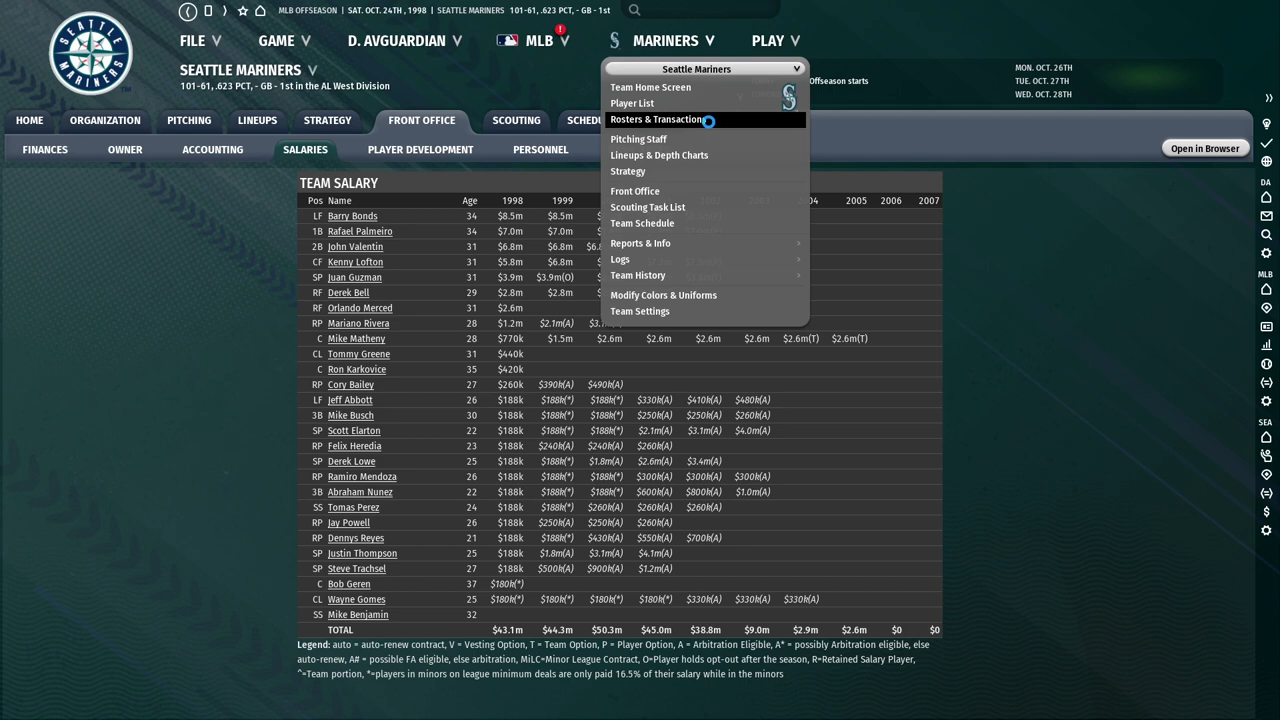 MLB OFFSEASON | SAT. OCT. 24TH , 1998 | SEATTLE MARINERS 101-61, .623 PCT, - GB - 1st
FILE GAME D. AVGUARDIAN MLB ! MARINERS PLAY
SEATTLE MARINERS
101-61, .623 PCT, - GB - 1st in the AL West Division
SEATTLE MARINERS
Offseason starts
MON. OCT. 26TH
TUE. OCT. 27TH
WED. OCT. 28TH
HOME ORGANIZATION PITCHING LINEUPS STRATEGY FRONT OFFICE SCOUTING SCHEDU
FINANCES OWNER ACCOUNTING SALARIES PLAYER DEVELOPMENT PERSONNEL Open in Browser
Seattle Mariners
Team Home Screen
Player List
Rosters & Transactions
Pitching Staff
Lineups & Depth Charts
Strategy
Front Office
Scouting Task List
Team Schedule
Reports & Info ›
Logs ›
Team History ›
Modify Colors & Uniforms
Team Settings
TEAM SALARY
Pos Name Age 1998 1999 2005 2006 2007
LF Barry Bonds 34 $8.5m $8.5m
1B Rafael Palmeiro 34 $7.0m $7.0m
2B John Valentin 31 $6.8m $6.8m
CF Kenny Lofton 31 $5.8m $6.8m
SP Juan Guzman 31 $3.9m $3.9m(O)
RF Derek Bell 29 $2.8m $2.8m
RF Orlando Merced 31 $2.6m
RP Mariano Rivera 28 $1.2m $2.1m(A)
C Mike Matheny 28 $770k $1.5m $2.6m $2.6m $2.6m $2.6m $2.6m(T) $2.6m(T)
CL Tommy Greene 31 $440k
C Ron Karkovice 35 $420k
RP Cory Bailey 27 $260k $390k(A) $490k(A)
LF Jeff Abbott 26 $188k $188k(*) $188k(*) $330k(A) $410k(A) $480k(A)
3B Mike Busch 30 $188k $188k(*) $188k(*) $250k(A) $250k(A) $260k(A)
SP Scott Elarton 22 $188k $188k(*) $188k(*) $2.1m(A) $3.1m(A) $4.0m(A)
RP Felix Heredia 23 $188k $240k(A) $240k(A) $260k(A)
SP Derek Lowe 25 $188k $188k(*) $1.8m(A) $2.6m(A) $3.4m(A)
RP Ramiro Mendoza 26 $188k $188k(*) $188k(*) $300k(A) $300k(A) $300k(A)
3B Abraham Nunez 22 $188k $188k(*) $188k(*) $600k(A) $800k(A) $1.0m(A)
SS Tomas Perez 24 $188k $188k(*) $260k(A) $260k(A) $260k(A)
RP Jay Powell 26 $188k $250k(A) $250k(A) $260k(A)
RP Dennys Reyes 21 $188k $188k(*) $430k(A) $550k(A) $700k(A)
SP Justin Thompson 25 $188k $1.8m(A) $3.1m(A) $4.1m(A)
SP Steve Trachsel 27 $188k $500k(A) $900k(A) $1.2m(A)
C Bob Geren 37 $180k(*)
CL Wayne Gomes 25 $180k(*) $180k(*) $180k(*) $180k(*) $330k(A) $330k(A) $330k(A)
SS Mike Benjamin 32
TOTAL $43.1m $44.3m $50.3m $45.0m $38.8m $9.0m $2.9m $2.6m $0 $0
Legend: auto = auto-renew contract, V = Vesting Option, T = Team Option, P = Player Option, A = Arbitration Eligible, A* = possibly Arbitration eligible, else
auto-renew, A# = possible FA eligible, else arbitration, MiLC=Minor League Contract, O=Player holds opt-out after the season, R=Retained Salary Player,
^=Team portion, *=players in minors on league minimum deals are only paid 16.5% of their salary while in the minors
DA
MLB
SEA